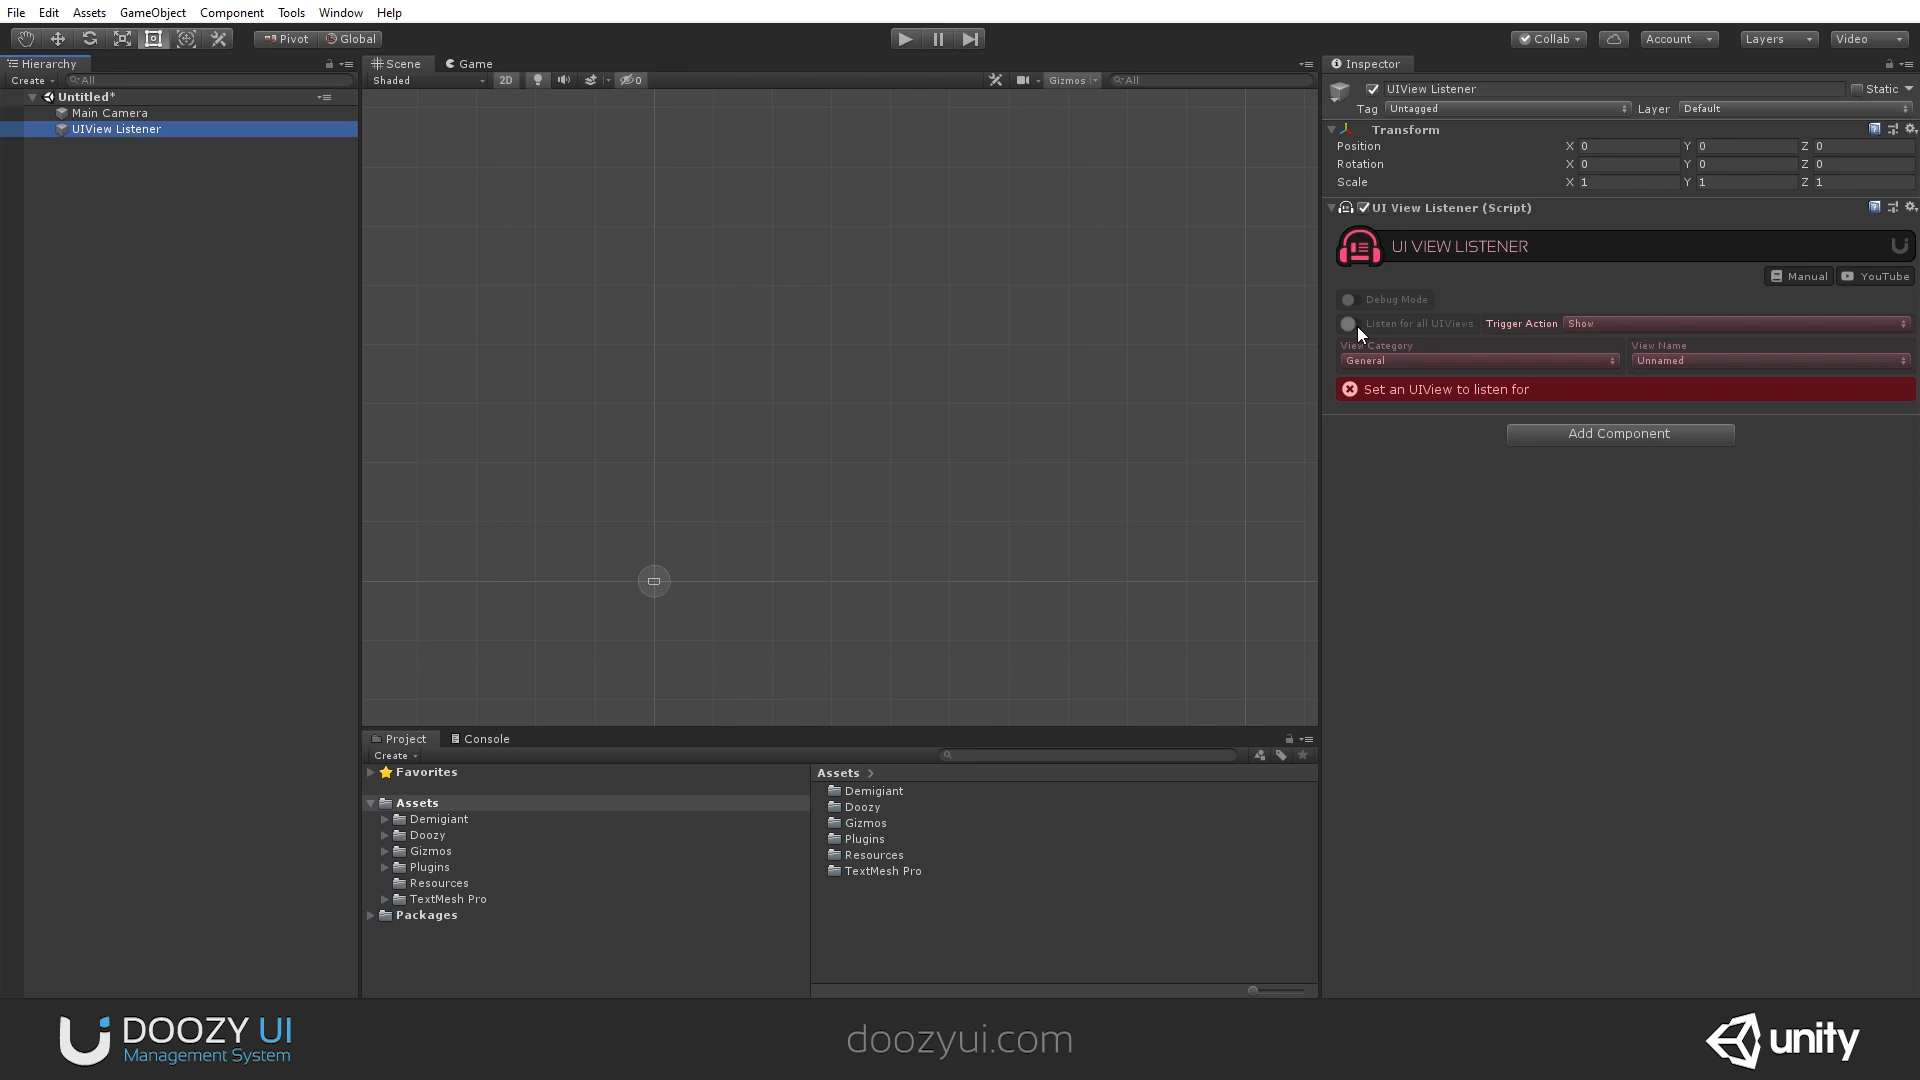 File Edit Assets GameObject Component Tools Window Help
Pivot Global
Collab Account Layers Video
Hierarchy
Create All
Untitled*
Main Camera
UIView Listener
Scene Game
Shaded 2D 0 Gizmos All
Project Console
Create
Favorites
Assets
Demigiant
Doozy
Gizmos
Plugins
Resources
TextMesh Pro
Packages
Assets
Demigiant
Doozy
Gizmos
Plugins
Resources
TextMesh Pro
Inspector
UIView Listener Static
Tag Untagged Layer Default
Transform
Position X 0 Y 0 Z 0
Rotation X 0 Y 0 Z 0
Scale X 1 Y 1 Z 1
UI View Listener (Script)
UI VIEW LISTENER
Manual YouTube
Debug Mode
Listen for all UIViews Trigger Action Show
View Category View Name
General Unnamed
Set an UIView to listen for
Add Component
DOOZY UI
Management System
doozyui.com
unity